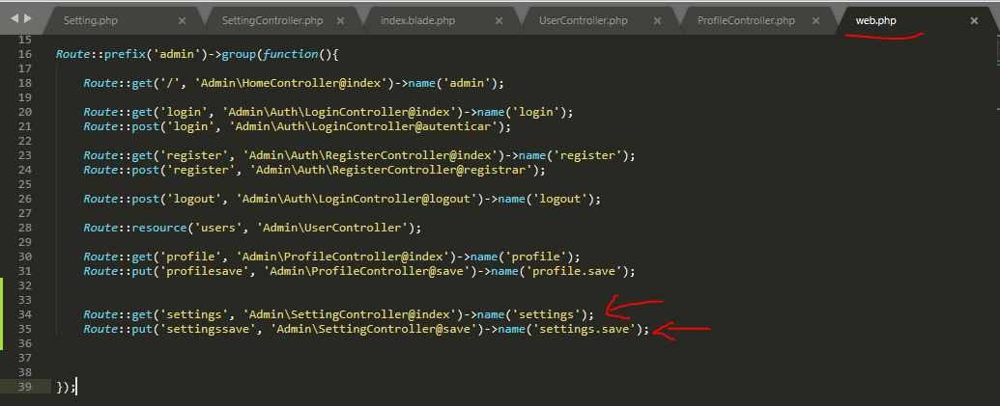 Setting.php × SettingController.php × index.blade.php × UserController.php × ProfileController.php × web.php ×
15
16 Route::prefix('admin')->group(function(){
17
18 Route::get('/', 'Admin\HomeController@index')->name('admin');
19
20 Route::get('login', 'Admin\Auth\LoginController@index')->name('login');
21 Route::post('login', 'Admin\Auth\LoginController@autenticar');
22
23 Route::get('register', 'Admin\Auth\RegisterController@index')->name('register');
24 Route::post('register', 'Admin\Auth\RegisterController@registrar');
25
26 Route::post('logout', 'Admin\Auth\LoginController@logout')->name('logout');
27
28 Route::resource('users', 'Admin\UserController');
29
30 Route::get('profile', 'Admin\ProfileController@index')->name('profile');
31 Route::put('profilesave', 'Admin\ProfileController@save')->name('profile.save');
32
33
34 Route::get('settings', 'Admin\SettingController@index')->name('settings');
35 Route::put('settingssave', 'Admin\SettingController@save')->name('settings.save');
36
37
38
39 });